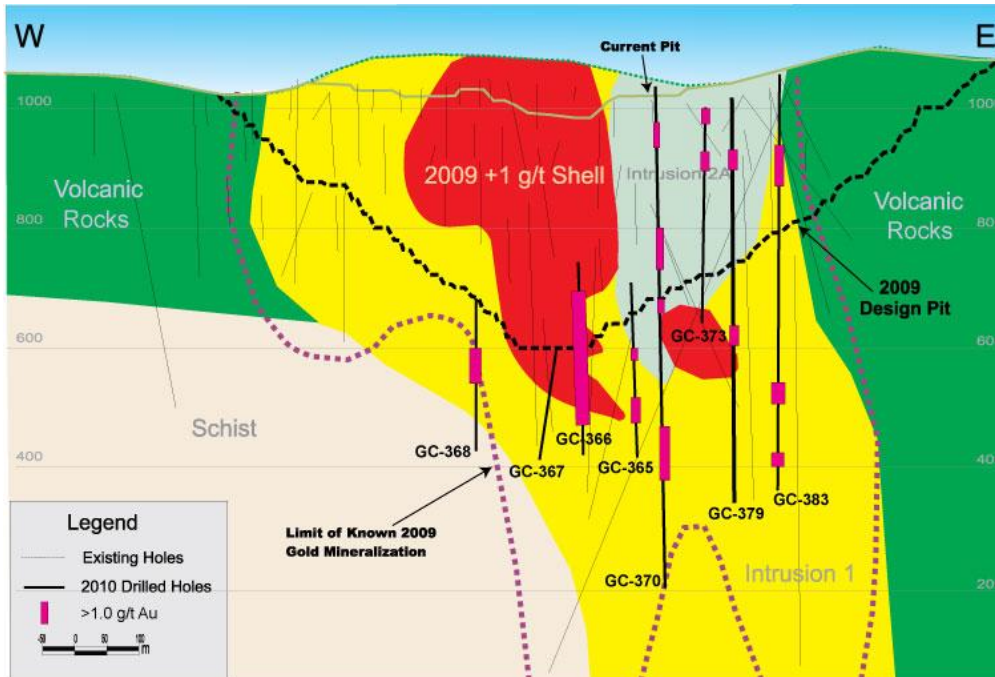 W
E
Current Pit
1000
100
2009 +1 g/t Shell
Intrusion 2A
Volcanic
Rocks
Volcanic
Rocks
800
80
2009
Design Pit
600
60
GC-373
Schist
GC-368
GC-367
GC-366
GC-365
400
40
GC-379
GC-383
Limit of Known 2009
Gold Mineralization
GC-370
Intrusion 1
20
Legend
Existing Holes
2010 Drilled Holes
>1.0 g/t Au
-50 0 50 100
m